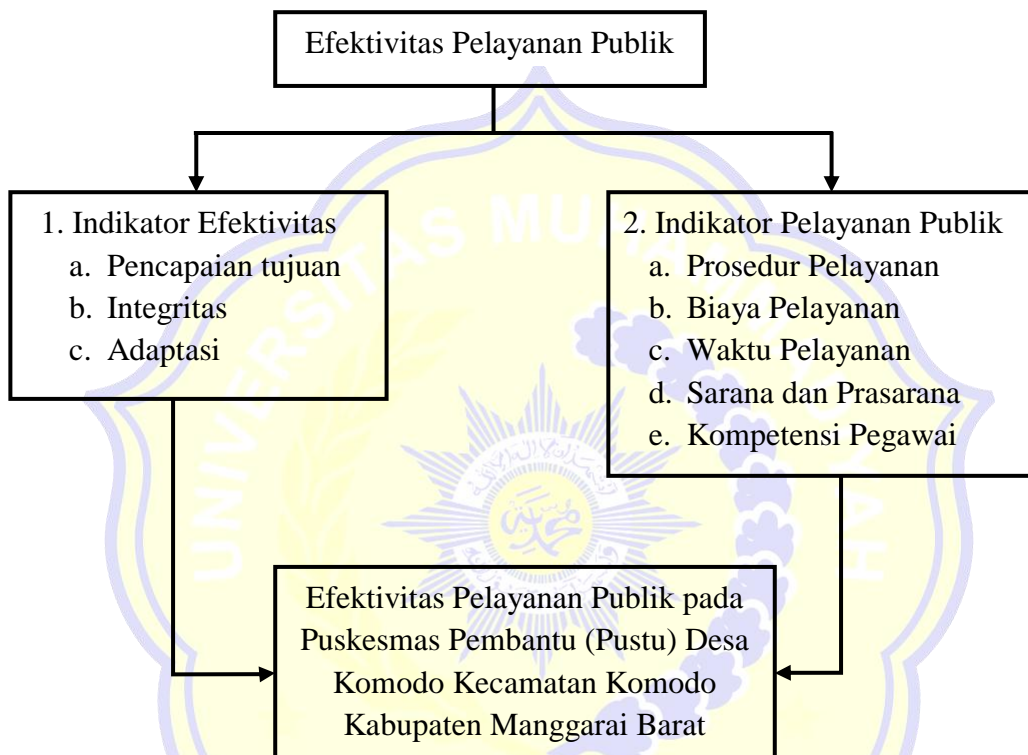 Efektivitas Pelayanan Publik
1. Indikator Efektivitas
a. Pencapaian tujuan
b. Integritas
c. Adaptasi
2. Indikator Pelayanan Publik
a. Prosedur Pelayanan
b. Biaya Pelayanan
c. Waktu Pelayanan
d. Sarana dan Prasarana
e. Kompetensi Pegawai
UNIVERSITAS MUHAMMADIYAH
Efektivitas Pelayanan Publik pada
Puskesmas Pembantu (Pustu) Desa
Komodo Kecamatan Komodo
Kabupaten Manggarai Barat